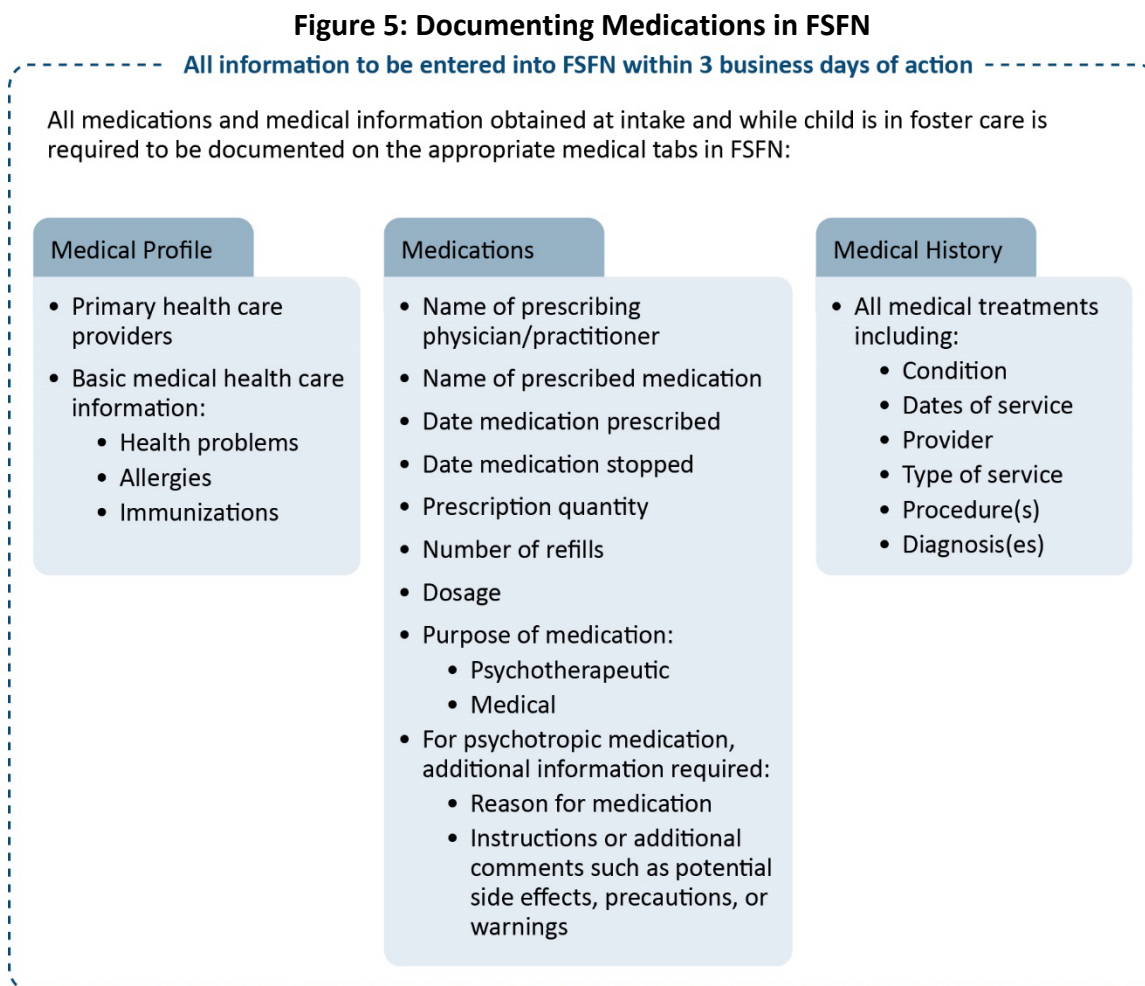 Figure 5: Documenting Medications in FSFN
All information to be entered into FSFN within 3 business days of action
All medications and medical information obtained at intake and while child is in foster care is
required to be documented on the appropriate medical tabs in FSFN:
Medical Profile
• Primary health care
providers
• Basic medical health care
information:
• Health problems
• Allergies
• Immunizations
Medications
• Name of prescribing
physician/practitioner
• Name of prescribed medication
• Date medication prescribed
• Date medication stopped
• Prescription quantity
• Number of refills
• Dosage
• Purpose of medication:
• Psychotherapeutic
• Medical
• For psychotropic medication,
additional information required:
• Reason for medication
• Instructions or additional
comments such as potential
side effects, precautions, or
warnings
Medical History
• All medical treatments
including:
• Condition
• Dates of service
• Provider
• Type of service
• Procedure(s)
• Diagnosis(es)